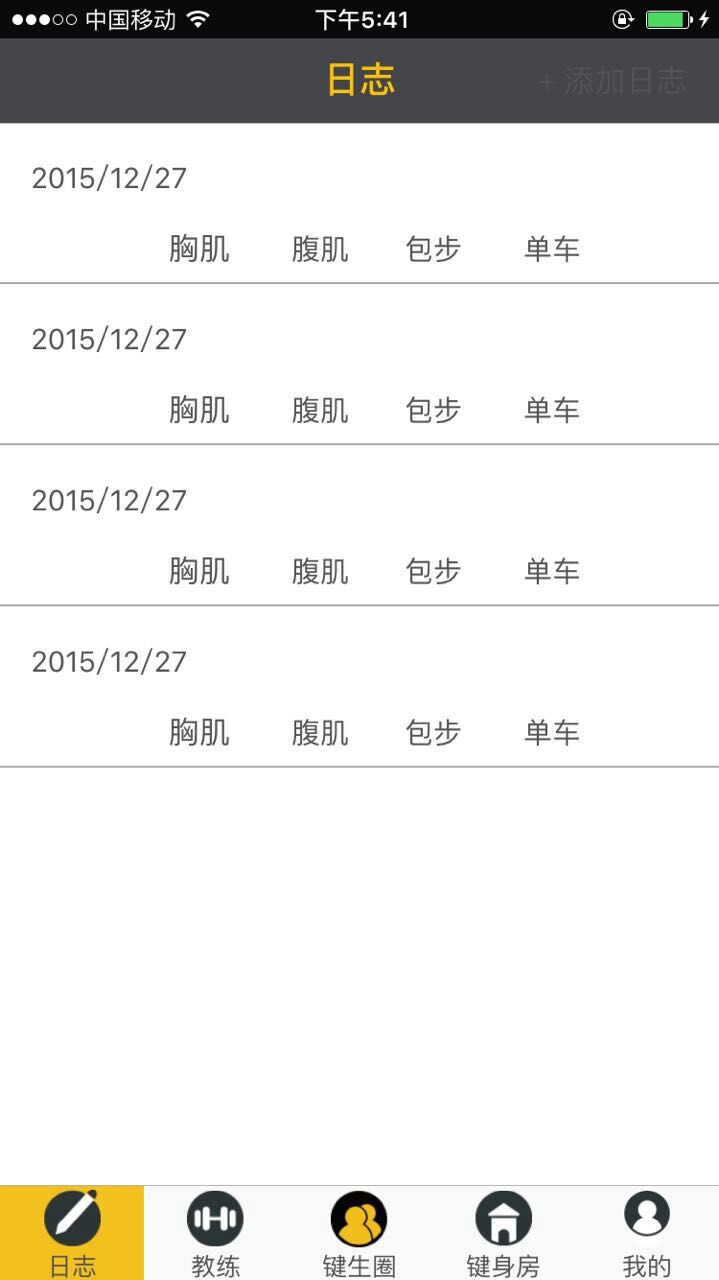 中国移动 下午5:41
日志 + 添加日志
2015/12/27
胸肌 腹肌 包步 单车
2015/12/27
胸肌 腹肌 包步 单车
2015/12/27
胸肌 腹肌 包步 单车
2015/12/27
胸肌 腹肌 包步 单车
日志 教练 键生圈 键身房 我的